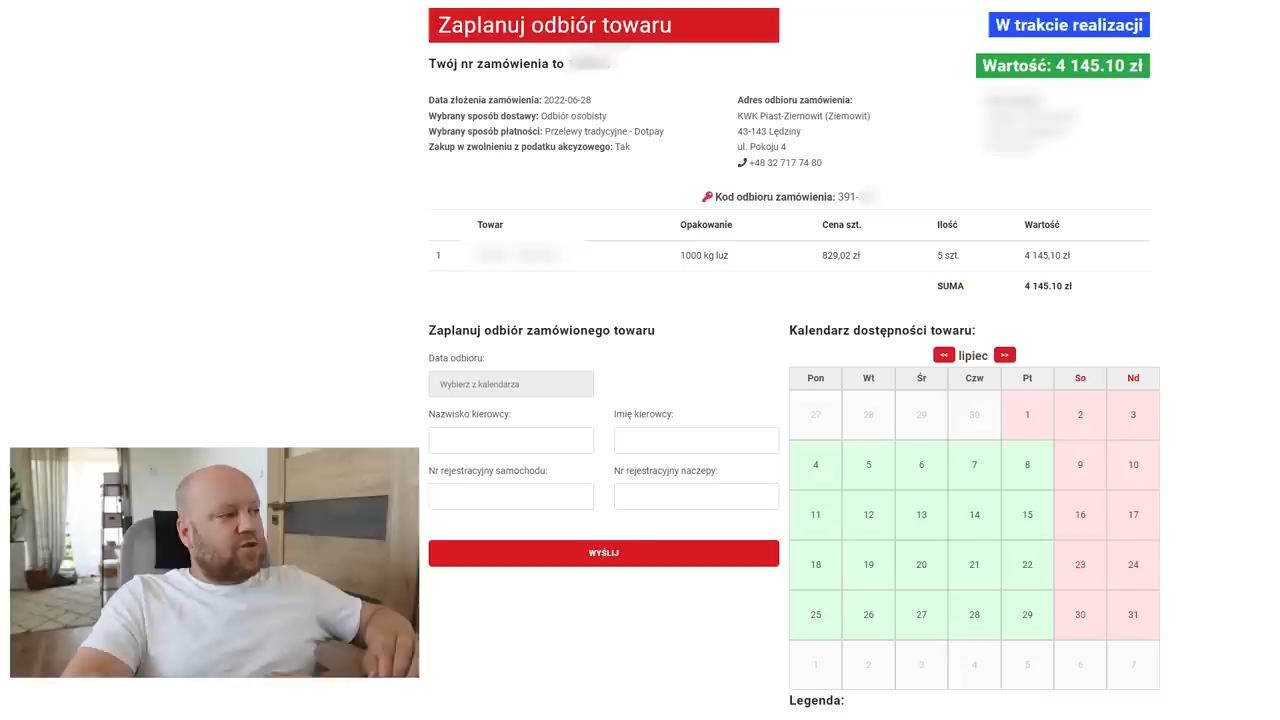 Zaplanuj odbiór towaru
W trakcie realizacji
Twój nr zamówienia to
Wartość: 4 145.10 zł
Data złożenia zamówienia: 2022-06-28
Wybrany sposób dostawy: Odbiór osobisty
Wybrany sposób płatności: Przelewy tradycyjne - Dotpay
Zakup w zwolnieniu z podatku akcyzowego: Tak
Adres odbioru zamówienia:
KWK Piast-Ziemowit (Ziemowit)
43-143 Lędziny
ul. Pokoju 4
+48 32 717 74 80
Kod odbioru zamówienia: 391-
Towar Opakowanie Cena szt. Ilość Wartość
1 1000 kg luz 829,02 zł 5 szt. 4 145,10 zł
SUMA 4 145.10 zł
Zaplanuj odbiór zamówionego towaru
Data odbioru:
Wybierz z kalendarza
Nazwisko kierowcy: Imię kierowcy:
Nr rejestracyjny samochodu: Nr rejestracyjny naczepy:
WYŚLIJ
Kalendarz dostępności towaru:
<< lipiec >>
Pon Wt Śr Czw Pt So Nd
27 28 29 30 1 2 3
4 5 6 7 8 9 10
11 12 13 14 15 16 17
18 19 20 21 22 23 24
25 26 27 28 29 30 31
1 2 3 4 5 6 7
Legenda: